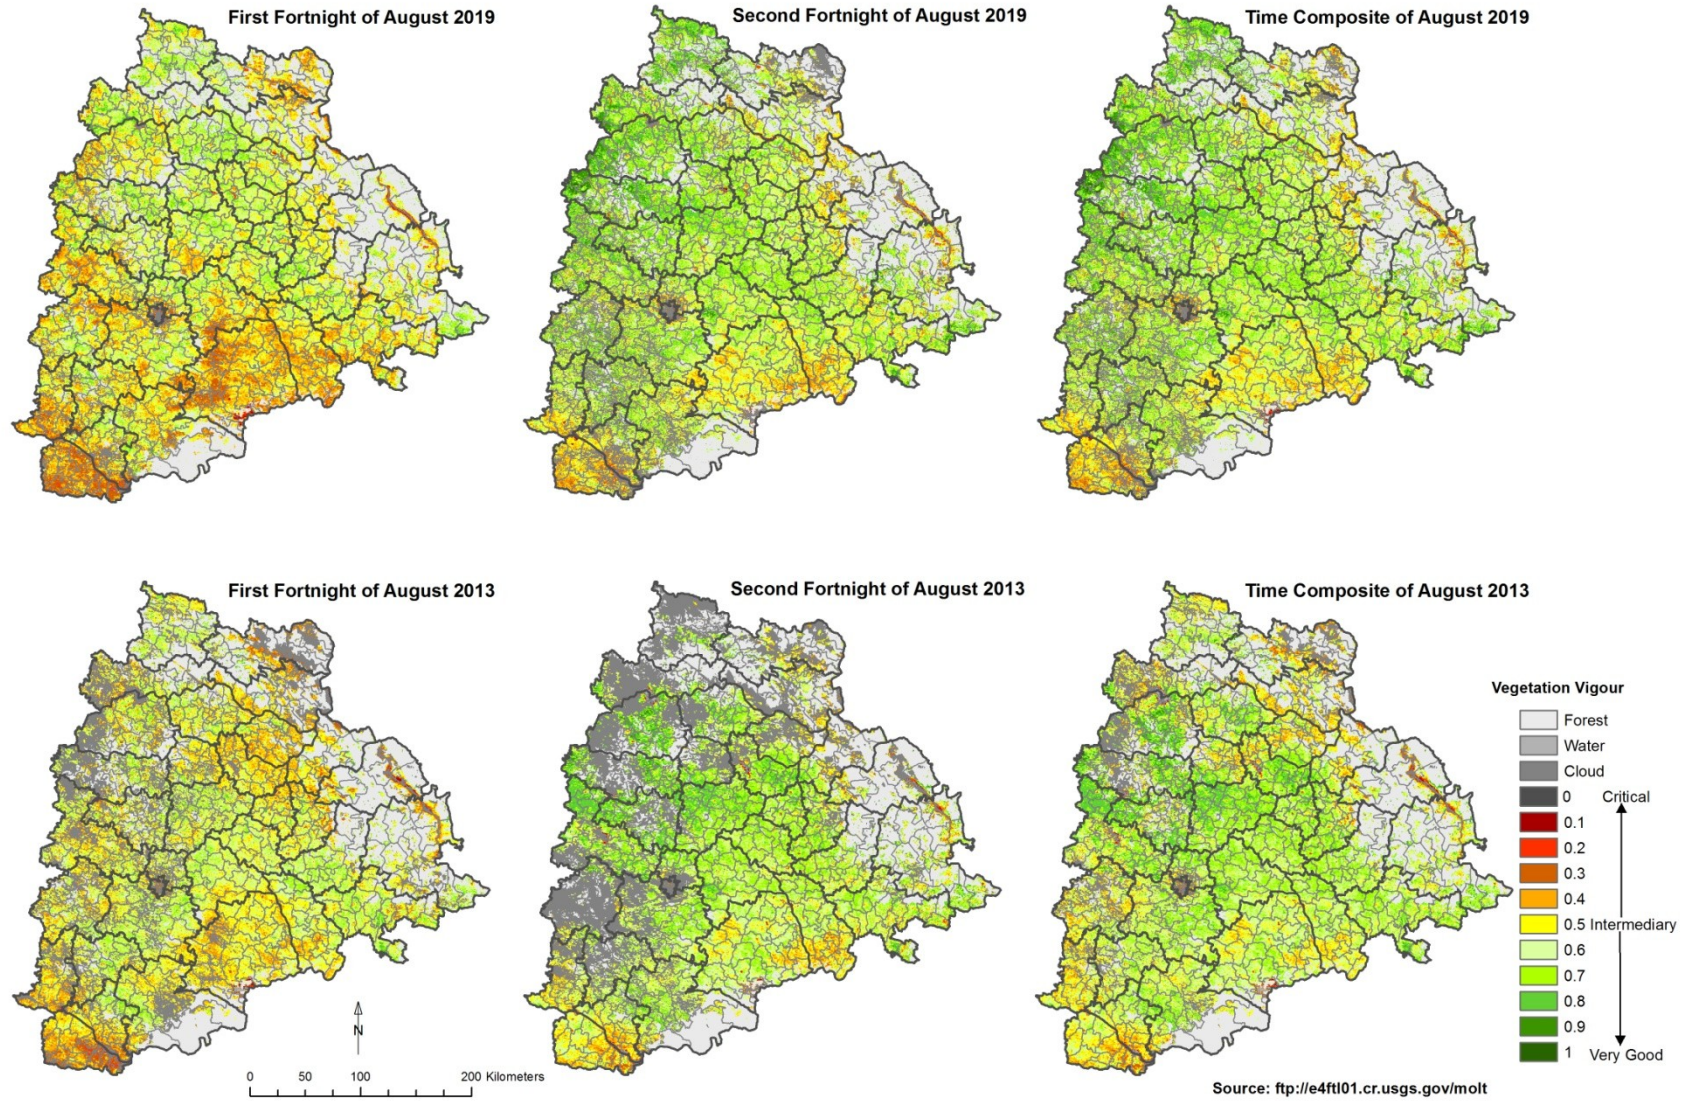 First Fortnight of August 2019
Second Fortnight of August 2019
Time Composite of August 2019
First Fortnight of August 2013
Second Fortnight of August 2013
Time Composite of August 2013
Vegetation Vigour
Forest
Water
Cloud
0 Critical
0.1
0.2
0.3
0.4
0.5 Intermediary
0.6
0.7
0.8
0.9
1 Very Good
N
0 50 100 200 Kilometers
Source: ftp://e4ftl01.cr.usgs.gov/molt